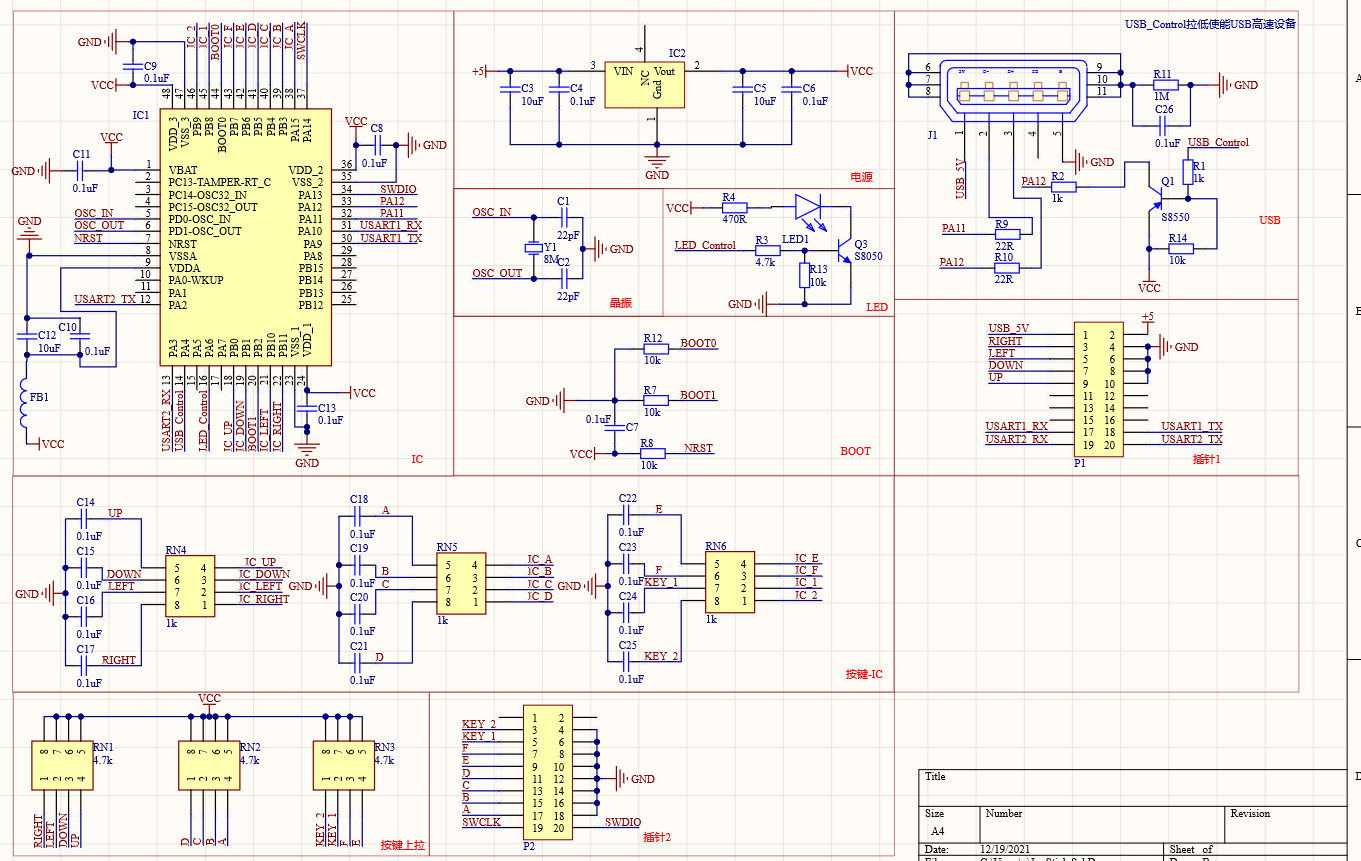 GND
C9
0.1uF
VCC
JC_2
JC_1
BOOT0
JC_F
JC_E
JC_D
JC_C
JC_B
JC_A
SWCLK
48
47
46
45
44
43
42
41
40
39
38
37
IC1
VDD_3
VSS_3
PB9
PB8
BOOT0
PB7
PB6
PB5
PB4
PB3
PA15
PA14
VCC
C11
GND
0.1uF
VCC
C8
GND
0.1uF
1 VBAT
2 PC13-TAMPER-RT_C
3 PC14-OSC32_IN
4 PC15-OSC32_OUT
OSC_IN 5 PD0-OSC_IN
OSC_OUT 6 PD1-OSC_OUT
NRST 7 NRST
8 VSSA
9 VDDA
10 PA0-WKUP
11 PA1
USART2_TX 12 PA2
VDD_2 36
VSS_2 35
PA13 34 SWDIO
PA12 33 PA12
PA11 32 PA11
PA10 31 USART1_RX
PA9 30 USART1_TX
PA8 29
PB15 28
PB14 27
PB13 26
PB12 25
GND
C12
10uF
C10
0.1uF
FB1
VCC
PA3
PA4
PA5
PA6
PA7
PB0
PB1
PB2
PB10
PB11
VSS_1
VDD_1
13
14
15
16
17
18
19
20
21
22
23
24
USART2_RX
USB_Control
LED_Control
JC_UP
JC_DOWN
BOOT1
JC_LEFT
JC_RIGHT
VCC
C13
0.1uF
GND
IC
4
IC2
+5
3
VIN
NC
Vout
Gnd
2
VCC
1
C3
10uF
C4
0.1uF
C5
10uF
C6
0.1uF
GND
电源
OSC_IN
C1
22pF
Y1
8M
GND
C2
OSC_OUT
22pF
晶振
VCC
R4
470R
LED1
LED_Control
R3
4.7k
R13
10k
Q3
S8050
GND
LED
R12
10k
BOOT0
GND
R7
10k
BOOT1
0.1uF
C7
VCC
R8
10k
NRST
BOOT
USB_Control拉低使能USB高速设备
6
7
8
9
10
11
J1
1
2
3
4
5
R11
1M
GND
C26
0.1uF
USB_5V
GND
USB_Control
R1
1k
PA12
R2
1k
Q1
S8550
PA11
R9
22R
PA12
R10
22R
R14
10k
VCC
USB
+5
USB_5V 1 2
RIGHT 3 4 GND
LEFT 5 6
DOWN 7 8
UP 9 10
11 12
13 14
15 16
USART1_RX 17 18 USART1_TX
USART2_RX 19 20 USART2_TX
P1
插针1
C14
UP
0.1uF
C15
DOWN
0.1uF
LEFT
GND
C16
0.1uF
C17
RIGHT
0.1uF
RN4
5 4 JC_UP
6 3 JC_DOWN
7 2 JC_LEFT
8 1 JC_RIGHT
1k
C18
A
0.1uF
C19
B
0.1uF
C
GND
C20
0.1uF
C21
D
0.1uF
RN5
5 4 JC_A
6 3 JC_B
7 2 JC_C
8 1 JC_D
1k
C22
E
0.1uF
C23
F
0.1uF
KEY_1
GND
C24
0.1uF
C25
KEY_2
0.1uF
RN6
5 4 JC_E
6 3 JC_F
7 2 JC_1
8 1 JC_2
1k
按键-IC
VCC
8 7 6 5
RN1
4.7k
1 2 3 4
RIGHT
LEFT
DOWN
UP
8 7 6 5
RN2
4.7k
1 2 3 4
D
C
B
A
8 7 6 5
RN3
4.7k
1 2 3 4
KEY_2
KEY_1
F
E
按键上拉
1 2
KEY_2 3 4
KEY_1 5 6
F 7 8
E 9 10
D 11 12 GND
C 13 14
B 15 16
A 17 18
SWCLK 19 20 SWDIO
P2
插针2
Title
Size
A4
Number
Revision
Date: 12/19/2021 Sheet of